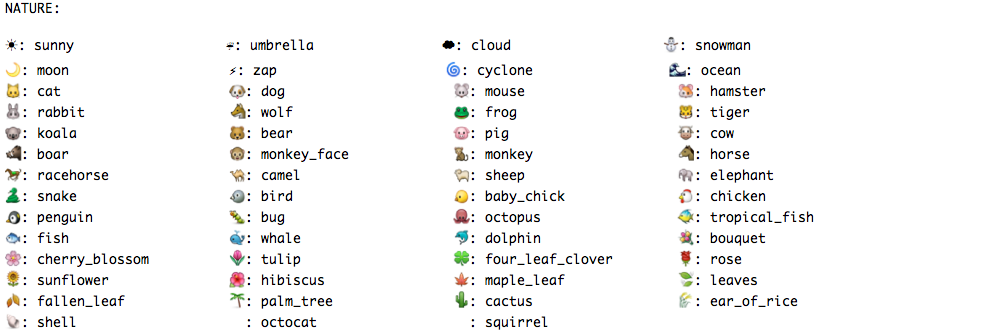 NATURE:
☀: sunny ☔: umbrella ☁: cloud ⛄: snowman
🌙: moon ⚡: zap 🌀: cyclone 🌊: ocean
🐱: cat 🐶: dog 🐭: mouse 🐹: hamster
🐰: rabbit 🐺: wolf 🐸: frog 🐯: tiger
🐨: koala 🐻: bear 🐷: pig 🐮: cow
🐗: boar 🐵: monkey_face 🐒: monkey 🐴: horse
🐎: racehorse 🐫: camel 🐑: sheep 🐘: elephant
🐍: snake 🐦: bird 🐤: baby_chick 🐔: chicken
🐧: penguin 🐛: bug 🐙: octopus 🐠: tropical_fish
🐟: fish 🐳: whale 🐬: dolphin 💐: bouquet
🌸: cherry_blossom 🌷: tulip 🍀: four_leaf_clover 🌹: rose
🌻: sunflower 🌺: hibiscus 🍁: maple_leaf 🍃: leaves
🍂: fallen_leaf 🌴: palm_tree 🌵: cactus 🌾: ear_of_rice
🐚: shell : octocat : squirrel